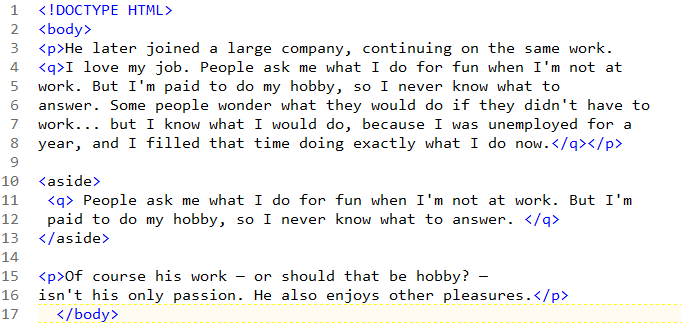 1 <!DOCTYPE HTML>
2 <body>
3 <p>He later joined a large company, continuing on the same work.
4 <q>I love my job. People ask me what I do for fun when I'm not at
5 work. But I'm paid to do my hobby, so I never know what to
6 answer. Some people wonder what they would do if they didn't have to
7 work... but I know what I would do, because I was unemployed for a
8 year, and I filled that time doing exactly what I do now.</q></p>
9
10 <aside>
11 <q> People ask me what I do for fun when I'm not at work. But I'm
12 paid to do my hobby, so I never know what to answer. </q>
13 </aside>
14
15 <p>Of course his work — or should that be hobby? —
16 isn't his only passion. He also enjoys other pleasures.</p>
17 </body>